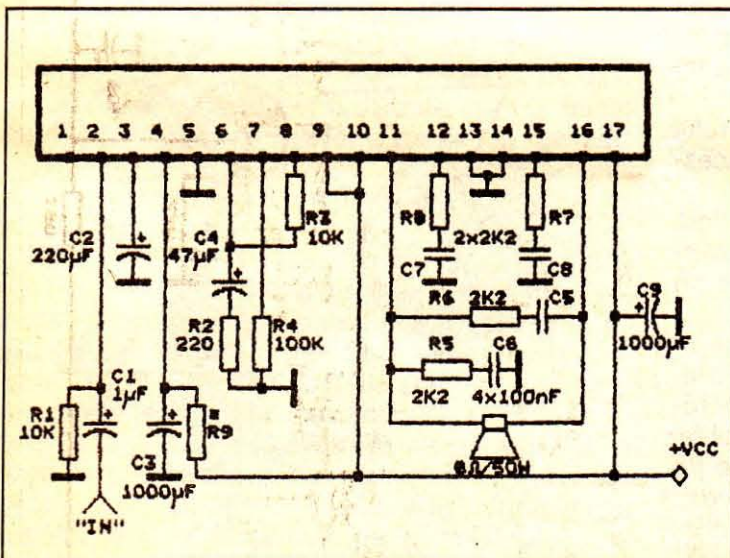 1 2 3 4 5 6 7 8 9 10 11 12 13 14 15 16 17
C2
220µF
C4
47µF
R3
10K
R8
2x2K2
R7
C7
C8
R6
2K2
C5
C9
1000µF
R2
220
R4
100K
R5
2K2
C6
4x100nF
C1
1µF
R1
10K
C3
1000µF
*
R9
8Ω/50W
+VCC
"IN"